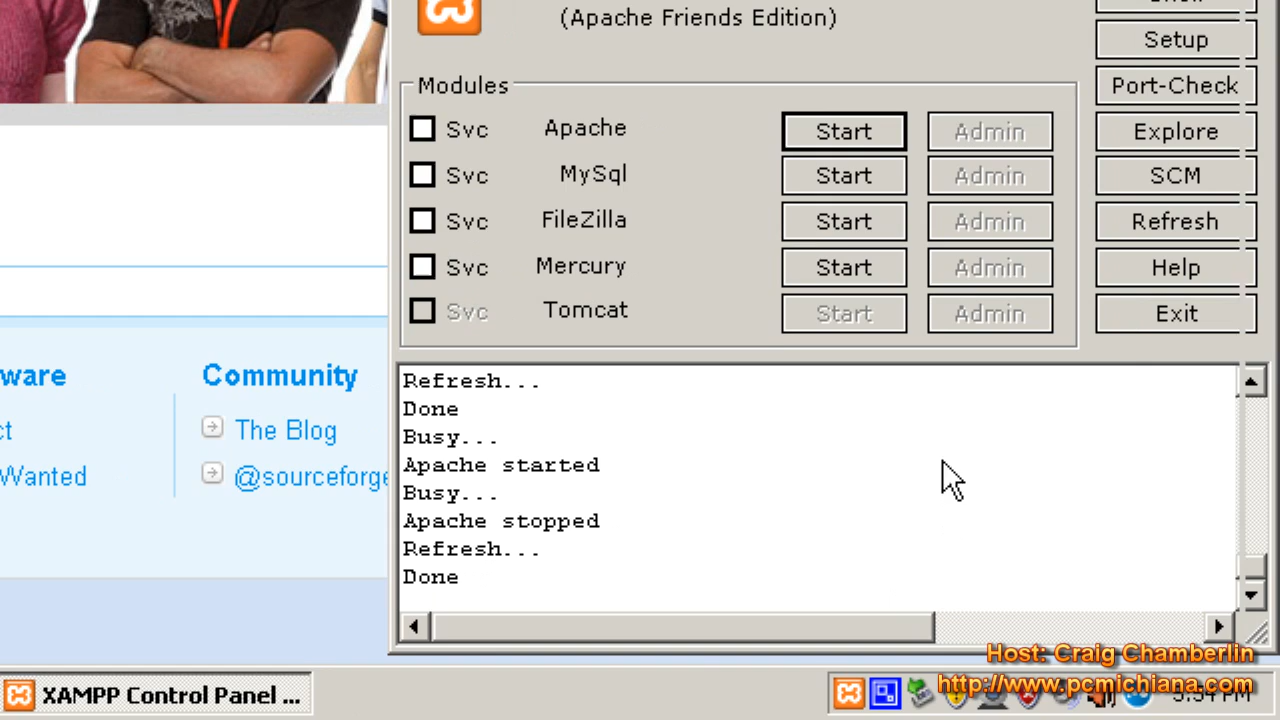 (Apache Friends Edition)
Setup
Modules
Port-Check
Svc Apache Start Admin Explore
Svc MySql Start Admin SCM
Svc FileZilla Start Admin Refresh
Svc Mercury Start Admin Help
Svc Tomcat Start Admin Exit
ware
Community
ct
The Blog
Wanted
@sourceforge
Refresh...
Done
Busy...
Apache started
Busy...
Apache stopped
Refresh...
Done
Host: Craig Chamberlin
http://www.pcmichiana.com
XAMPP Control Panel ...